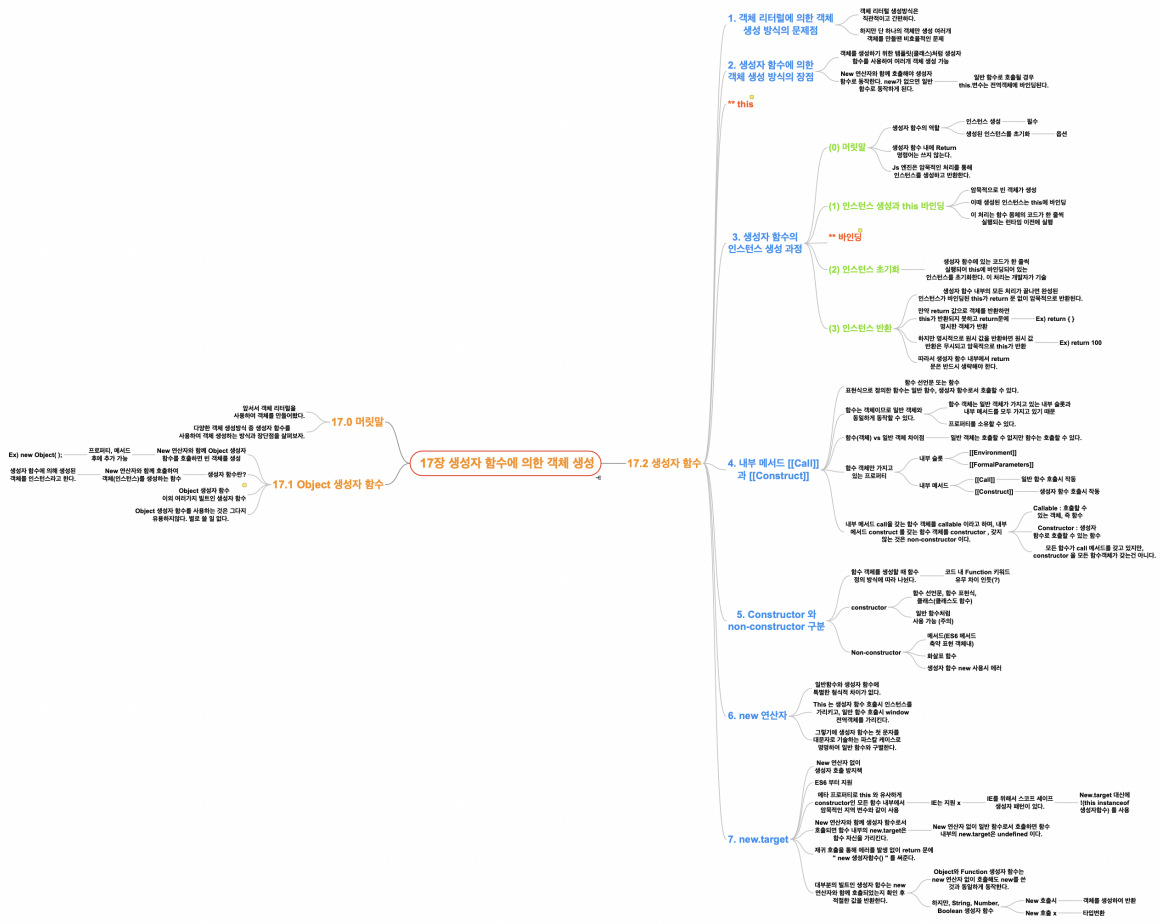 17장 생성자 함수에 의한 객체 생성
17.0 머릿말
앞서서 객체 리터럴을
사용하여 객체를 만들어봤다.
다양한 객체 생성방식 중 생성자 함수를
사용하여 객체 생성하는 방식과 장단점을 살펴보자.
17.1 Object 생성자 함수
New 연산자와 함께 Object 생성자
함수를 호출하면 빈 객체를 생성
프로퍼티, 메서드
후에 추가 가능
Ex) new Object( );
생성자 함수란?
New 연산자와 함께 호출하여
객체(인스턴스)를 생성하는 함수
생성자 함수에 의해 생성된
객체를 인스턴스라고 한다.
Object 생성자 함수
이외 여러가지 빌트인 생성자 함수
Object 생성자 함수를 사용하는 것은 그다지
유용하지않다. 별로 쓸 일 없다.
17.2 생성자 함수
1. 객체 리터럴에 의한 객체
생성 방식의 문제점
객체 리터럴 생성방식은
직관적이고 간편하다.
하지만 단 하나의 객체만 생성 여러개
객체를 만들땐 비효율적인 문제
2. 생성자 함수에 의한
객체 생성 방식의 장점
객체를 생성하기 위한 템플릿(클래스)처럼 생성자
함수를 사용하여 여러개 객체 생성 가능
New 연산자와 함께 호출해야 생성자
함수로 동작한다. new가 없으면 일반
함수로 동작하게 된다.
일반 함수로 호출될 경우
this.변수는 전역객체에 바인딩된다.
** this
3. 생성자 함수의
인스턴스 생성 과정
(0) 머릿말
생성자 함수의 역할
인스턴스 생성
필수
생성된 인스턴스를 초기화
옵션
생성자 함수 내에 Return
명령어는 쓰지 않는다.
Js 엔진은 암묵적인 처리를 통해
인스턴스를 생성하고 반환한다.
(1) 인스턴스 생성과 this 바인딩
암묵적으로 빈 객체가 생성
이때 생성된 인스턴스는 this에 바인딩
이 처리는 함수 몸체의 코드가 한 줄씩
실행되는 런타임 이전에 실행
** 바인딩
(2) 인스턴스 초기화
생성자 함수에 있는 코드가 한 줄씩
실행되어 this에 바인딩되어 있는
인스턴스를 초기화한다. 이 처리는 개발자가 기술
(3) 인스턴스 반환
생성자 함수 내부의 모든 처리가 끝나면 완성된
인스턴스가 바인딩된 this가 return 문 없이 암묵적으로 반환된다.
만약 return 값으로 객체를 반환하면
this가 반환되지 못하고 return문에
명시한 객체가 반환
Ex) return { }
하지만 명시적으로 원시 값을 반환하면 원시 값
반환은 무시되고 암묵적으로 this가 반환
Ex) return 100
따라서 생성자 함수 내부에서 return
문은 반드시 생략해야 한다.
4. 내부 메서드 [[Call]]
과 [[Construct]]
함수 선언문 또는 함수
표현식으로 정의한 함수는 일반 함수, 생성자 함수로서 호출할 수 있다.
함수는 객체이므로 일반 객체와
동일하게 동작할 수 있다.
함수 객체는 일반 객체가 가지고 있는 내부 슬롯과
내부 메서드를 모두 가지고 있기 때문
프로퍼티를 소유할 수 있다.
함수(객체) vs 일반 객체 차이점
일반 객체는 호출할 수 없지만 함수는 호출할 수 있다.
함수 객체만 가지고
있는 프로퍼티
내부 슬롯
[[Environment]]
[[FormalParameters]]
내부 메서드
[[Call]]
일반 함수 호출시 작동
[[Construct]]
생성자 함수 호출시 작동
내부 메서드 call을 갖는 함수 객체를 callable 이라고 하며, 내부
메서드 construct 를 갖는 함수 객체를 constructor , 갖지
않는 것은 non-constructor 이다.
Callable : 호출할 수
있는 객체, 즉 함수
Constructor : 생성자
함수로 호출할 수 있는 함수
모든 함수가 call 메서드를 갖고 있지만,
constructor 을 모든 함수객체가 갖는건 아니다.
5. Constructor 와
non-constructor 구분
함수 객체를 생성할 때 함수
정의 방식에 따라 나뉜다.
코드 내 Function 키워드
유무 차이 인듯(?)
constructor
함수 선언문, 함수 표현식,
클래스(클래스도 함수)
일반 함수처럼
사용 가능 (주의)
Non-constructor
메서드(ES6 메서드
축약 표현 객체내)
화살표 함수
생성자 함수 new 사용시 에러
6. new 연산자
일반함수와 생성자 함수에
특별한 형식적 차이가 없다.
This 는 생성자 함수 호출시 인스턴스를
가리키고, 일반 함수 호출시 window
전역객체를 가리킨다.
그렇기에 생성자 함수는 첫 문자를
대문자로 기술하는 파스칼 케이스로
명명하여 일반 함수와 구별한다.
7. new.target
New 연산자 없이
생성자 호출 방지책
ES6 부터 지원
메타 프로퍼티로 this 와 유사하게
constructor인 모든 함수 내부에서
암묵적인 지역 변수와 같이 사용
IE는 지원 x
IE를 위해서 스코프 세이프
생성자 패턴이 있다.
New.target 대신에
!(this instanceof
생성자함수) 를 사용
New 연산자와 함께 생성자 함수로서
호출되면 함수 내부의 new.target은
함수 자신을 가리킨다.
New 연산자 없이 일반 함수로서 호출하면 함수
내부의 new.target은 undefined 이다.
재귀 호출을 통해 에러를 발생 없이 return 문에
" new 생성자함수() " 를 써준다.
대부분의 빌트인 생성자 함수는 new
연산자와 함께 호출되었는지 확인 후
적절한 값을 반환한다.
Object와 Function 생성자 함수는
new 연산자 없이 호출해도 new를 쓴
것과 동일하게 동작한다.
하지만, String, Number,
Boolean 생성자 함수
New 호출시
객체를 생성하여 반환
New 호출 x
타입변환